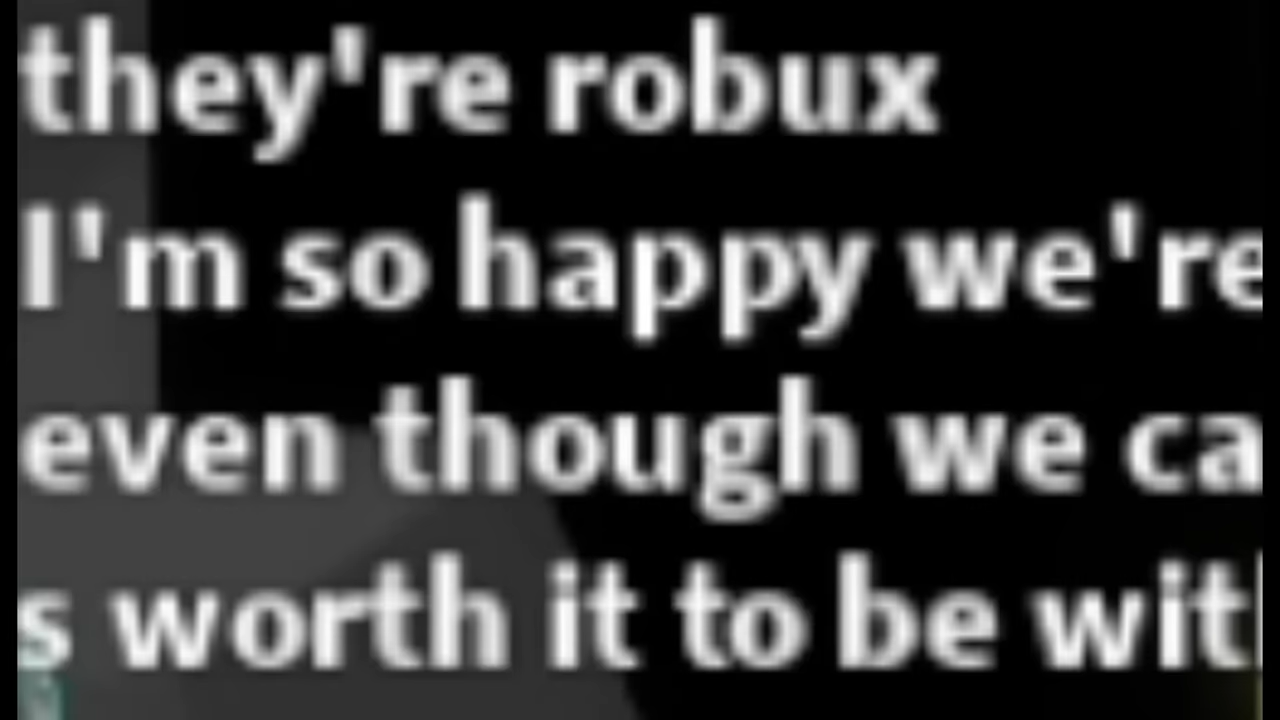 they're robux
I'm so happy we're
even though we ca
s worth it to be wit